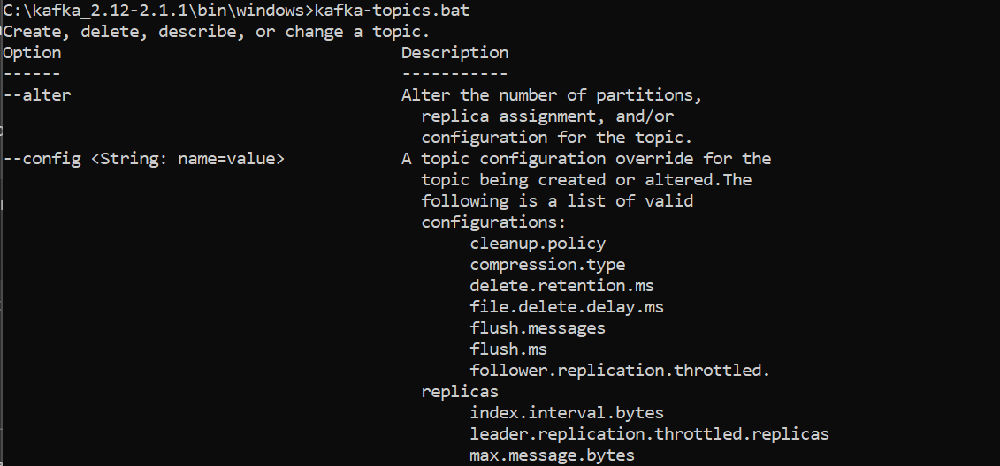 C:\kafka_2.12-2.1.1\bin\windows>kafka-topics.bat
Create, delete, describe, or change a topic.
Option                                   Description
------                                   -----------
--alter                                  Alter the number of partitions,
                                           replica assignment, and/or
                                           configuration for the topic.
--config <String: name=value>            A topic configuration override for the
                                           topic being created or altered.The
                                           following is a list of valid
                                           configurations:
                                                cleanup.policy
                                                compression.type
                                                delete.retention.ms
                                                file.delete.delay.ms
                                                flush.messages
                                                flush.ms
                                                follower.replication.throttled.
                                           replicas
                                                index.interval.bytes
                                                leader.replication.throttled.replicas
                                                max.message.bytes